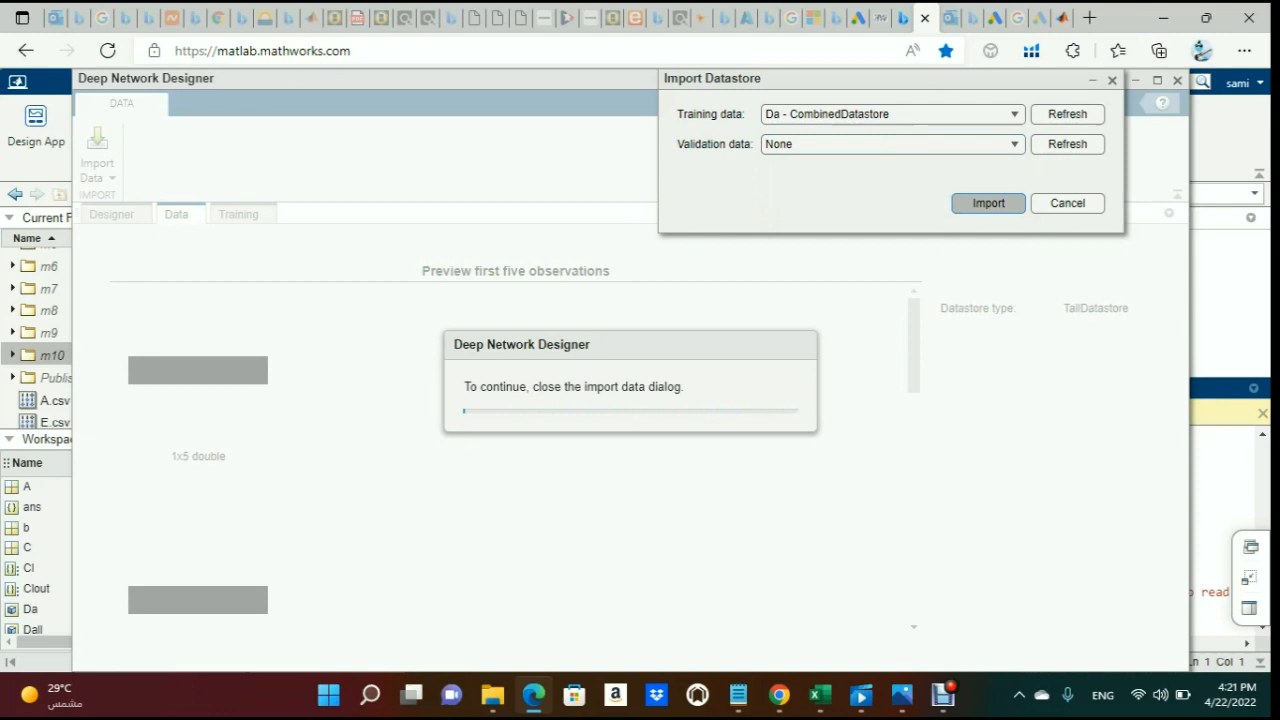 https://matlab.mathworks.com
Deep Network Designer
Import Datastore
sami
DATA
Training data:
Da - CombinedDatastore
Refresh
Design App
Validation data:
None
Refresh
Import
Data
IMPORT
Import
Cancel
Designer
Data
Training
Current F
Name
m6
m7
m8
m9
m10
Publis
A.csv
E.csv
Workspa
Name
A
ans
b
C
Cl
Clout
Da
Dall
Preview first five observations
Datastore type:
TallDatastore
Deep Network Designer
To continue, close the import data dialog.
1x5 double
read
Ln 1 Col 1
29°C
مشمس
ENG
4:21 PM
4/22/2022